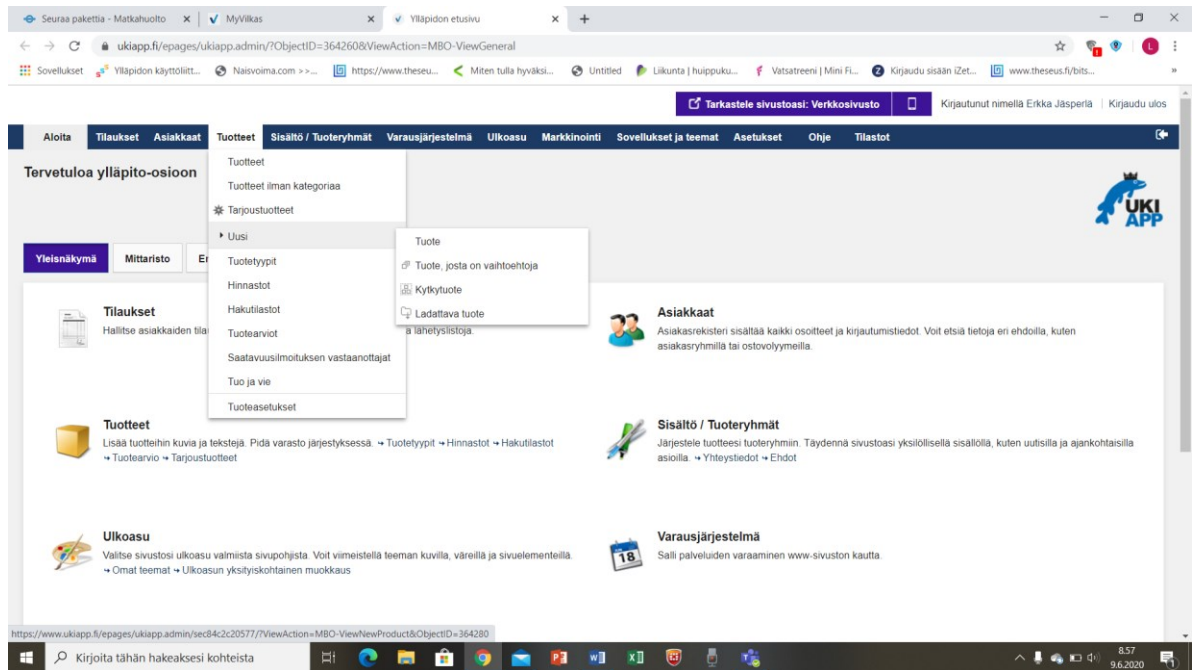 Seuraa pakettia - Matkahuolto
MyVilkas
Ylläpidon etusivu
ukiapp.fi/epages/ukiapp.admin/?ObjectID=364260&ViewAction=MBO-ViewGeneral
Sovellukset
Ylläpidon käyttöliitt...
Naisvoima.com >>...
https://www.theseu...
Miten tulla hyväksi...
Untitled
Liikunta | huippuku...
Vatsatreeni | Mini Fi...
Kirjaudu sisään iZet...
www.theseus.fi/bits...
»
Tarkastele sivustoasi: Verkkosivusto
Kirjautunut nimellä Erkka Jäsperlä
Kirjaudu ulos
Aloita Tilaukset Asiakkaat Tuotteet Sisältö / Tuoteryhmät Varausjärjestelmä Ulkoasu Markkinointi Sovellukset ja teemat Asetukset Ohje Tilastot
Tervetuloa ylläpito-osioon
UKI
APP
Tuotteet
Tuotteet ilman kategoriaa
Tarjoustuotteet
Uusi
Tuotetyypit
Hinnastot
Hakutilastot
Tuotearviot
Saatavuusilmoituksen vastaanottajat
Tuo ja vie
Tuoteasetukset
Tuote
Tuote, josta on vaihtoehtoja
Kytkytuote
Ladattava tuote
Yleisnäkymä
Mittaristo
Tilaukset
Hallitse asiakkaiden
a lähetyslistoja.
Asiakkaat
Asiakasrekisteri sisältää kaikki osoitteet ja kirjautumistiedot. Voit etsiä tietoja eri ehdoilla, kuten
asiakasryhmillä tai ostovolyymeilla.
Tuotteet
Lisää tuotteihin kuvia ja tekstejä. Pidä varasto järjestyksessä. Tuotetyypit Hinnastot Hakutilastot
Tuotearvio Tarjoustuotteet
Sisältö / Tuoteryhmät
Järjestele tuotteesi tuoteryhmiin. Täydennä sivustoasi yksilöllisellä sisällöllä, kuten uutisilla ja ajankohtaisilla
asioilla. Yhteystiedot Ehdot
Ulkoasu
Valitse sivustosi ulkoasu valmiista sivupohjista. Voit viimeistellä teeman kuvilla, väreillä ja sivuelementeillä.
Omat teemat Ulkoasun yksityiskohtainen muokkaus
18
Varausjärjestelmä
Salli palveluiden varaaminen www-sivuston kautta.
https://www.ukiapp.fi/epages/ukiapp.admin/sec84c2c20577/?ViewAction=MBO-ViewNewProduct&ObjectID=364280
Kirjoita tähän hakeaksesi kohteista
8.57
9.6.2020